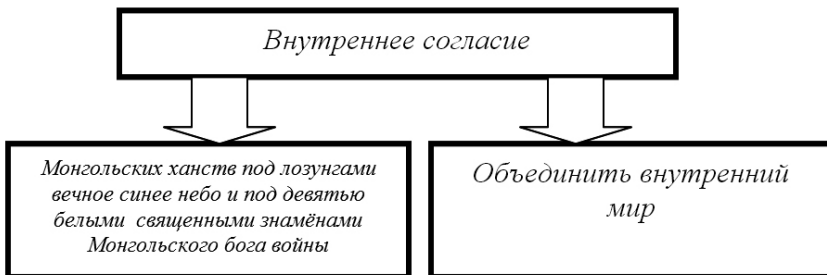 Внутреннее согласие
Монгольских ханств под лозунгами
вечное синее небо и под девятью
белыми священными знамёнами
Монгольского бога войны
Объединить внутренний
мир